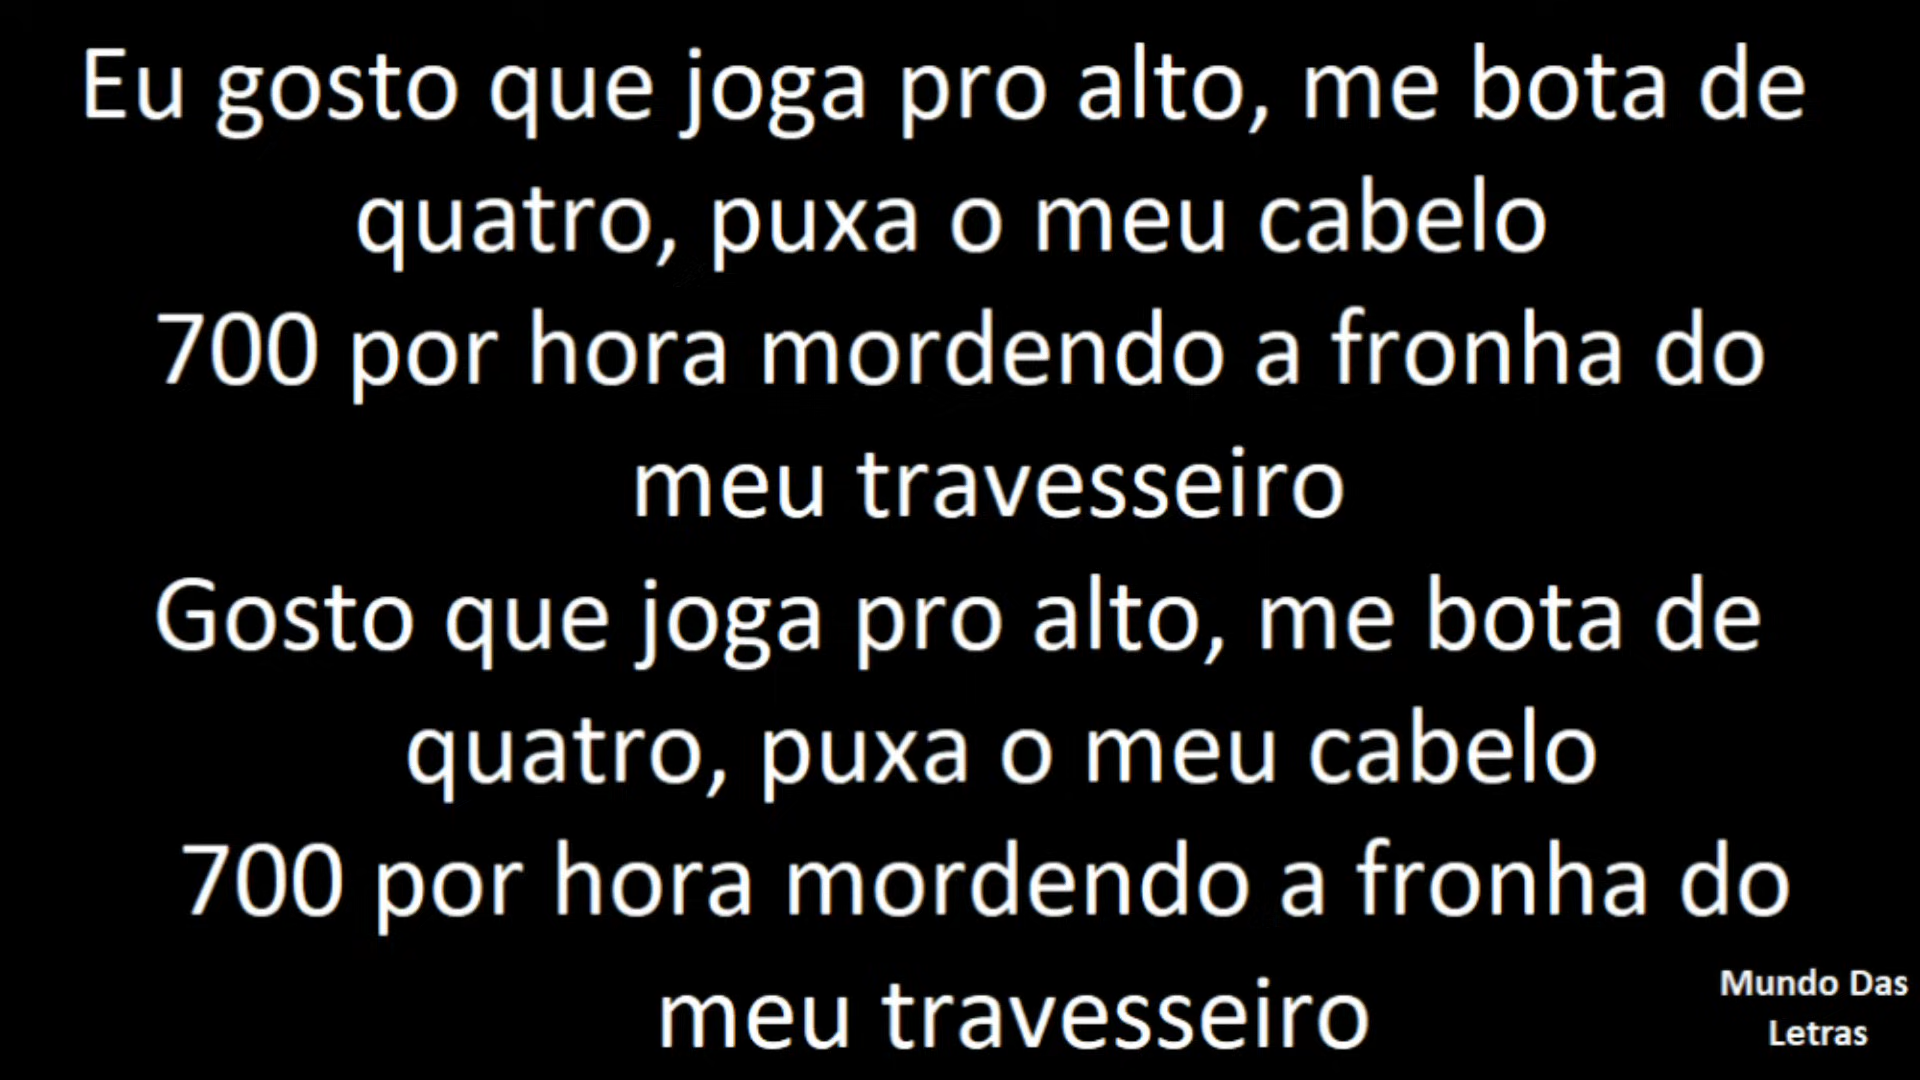 Eu gosto que joga pro alto, me bota de
quatro, puxa o meu cabelo
700 por hora mordendo a fronha do
meu travesseiro
Gosto que joga pro alto, me bota de
quatro, puxa o meu cabelo
700 por hora mordendo a fronha do
meu travesseiro
Mundo Das
Letras